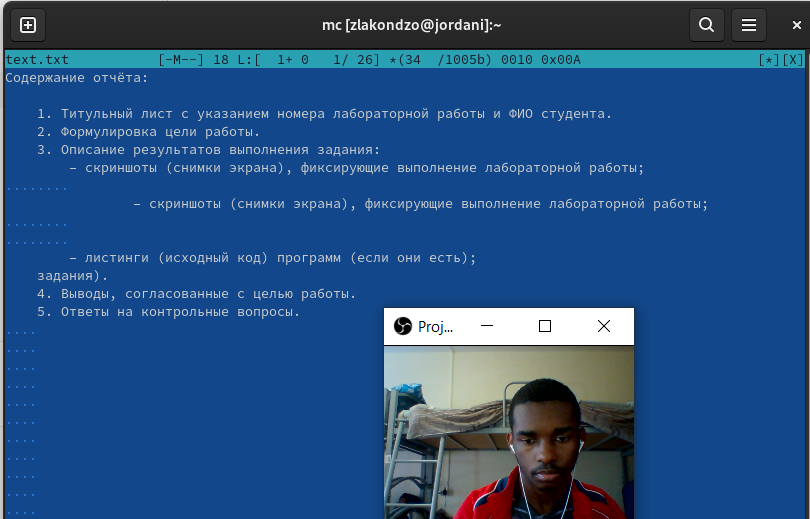 mc [zlakondzo@jordani]:~
text.txt [-M--] 18 L:[ 1+ 0 1/ 26] *(34 /1005b) 0010 0x00A [*][X]
Содержание отчёта:
1. Титульный лист с указанием номера лабораторной работы и ФИО студента.
2. Формулировка цели работы.
3. Описание результатов выполнения задания:
– скриншоты (снимки экрана), фиксирующие выполнение лабораторной работы;
– скриншоты (снимки экрана), фиксирующие выполнение лабораторной работы;
– листинги (исходный код) программ (если они есть);
задания).
4. Выводы, согласованные с целью работы.
5. Ответы на контрольные вопросы.
Proj...